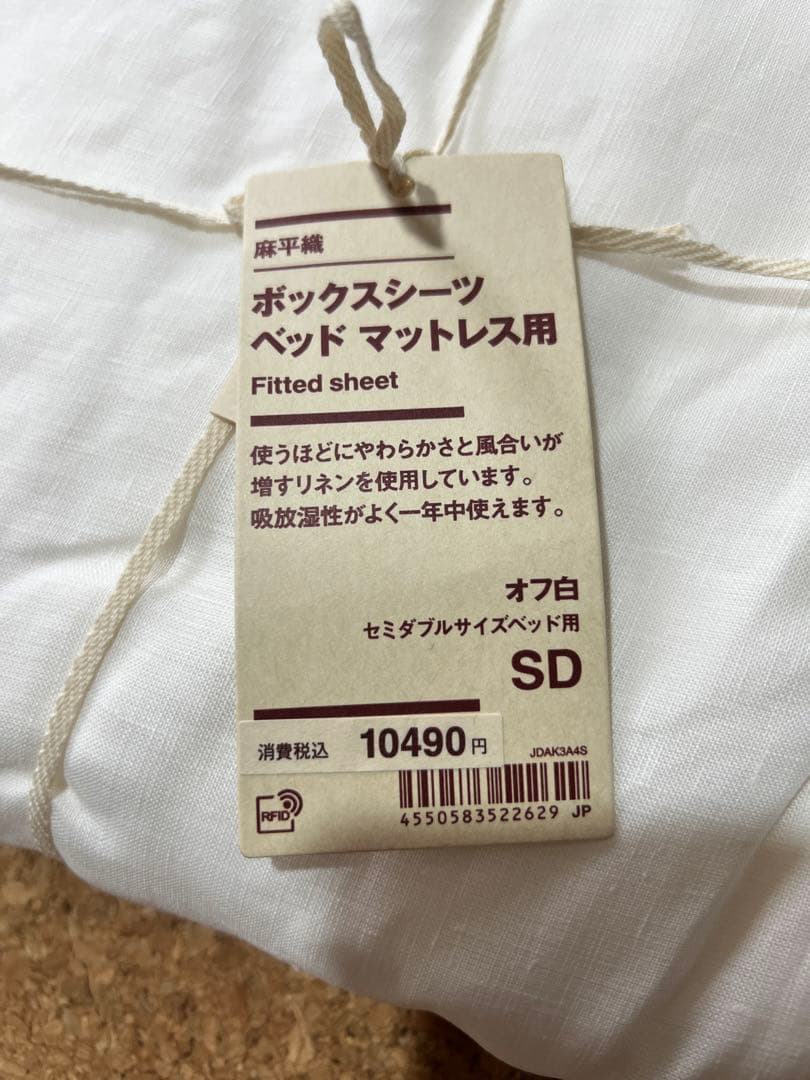 麻平織
ボックスシーツ
ベッド マットレス用
Fitted sheet
使うほどにやわらかさと風合いが
増すリネンを使用しています。
吸放湿性がよく一年中使えます。
オフ白
セミダブルサイズベッド用
SD
消費税込 10490円
JDAK3A4S
RFID
4550583522629 JP